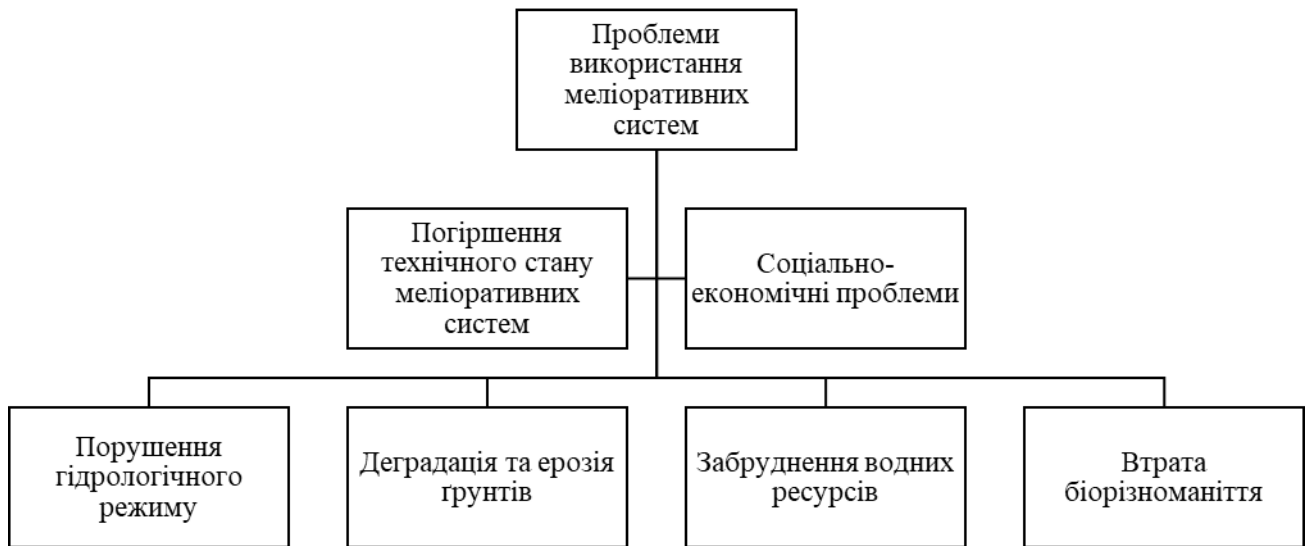 Проблеми
використання
меліоративних
систем
Погіршення
технічного стану
меліоративних
систем
Соціально-
економічні проблеми
Порушення
гідрологічного
режиму
Деградація та ерозія
ґрунтів
Забруднення водних
ресурсів
Втрата
біорізноманіття